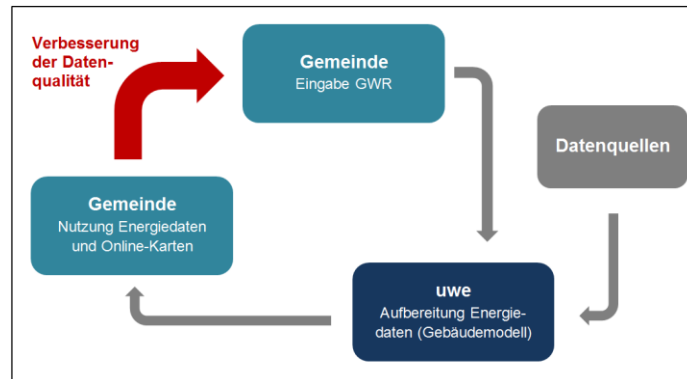 Verbesserung
der Daten-
qualität
Gemeinde
Eingabe GWR
Datenquellen
Gemeinde
Nutzung Energiedaten
und Online-Karten
uwe
Aufbereitung Energie-
daten (Gebäudemodell)